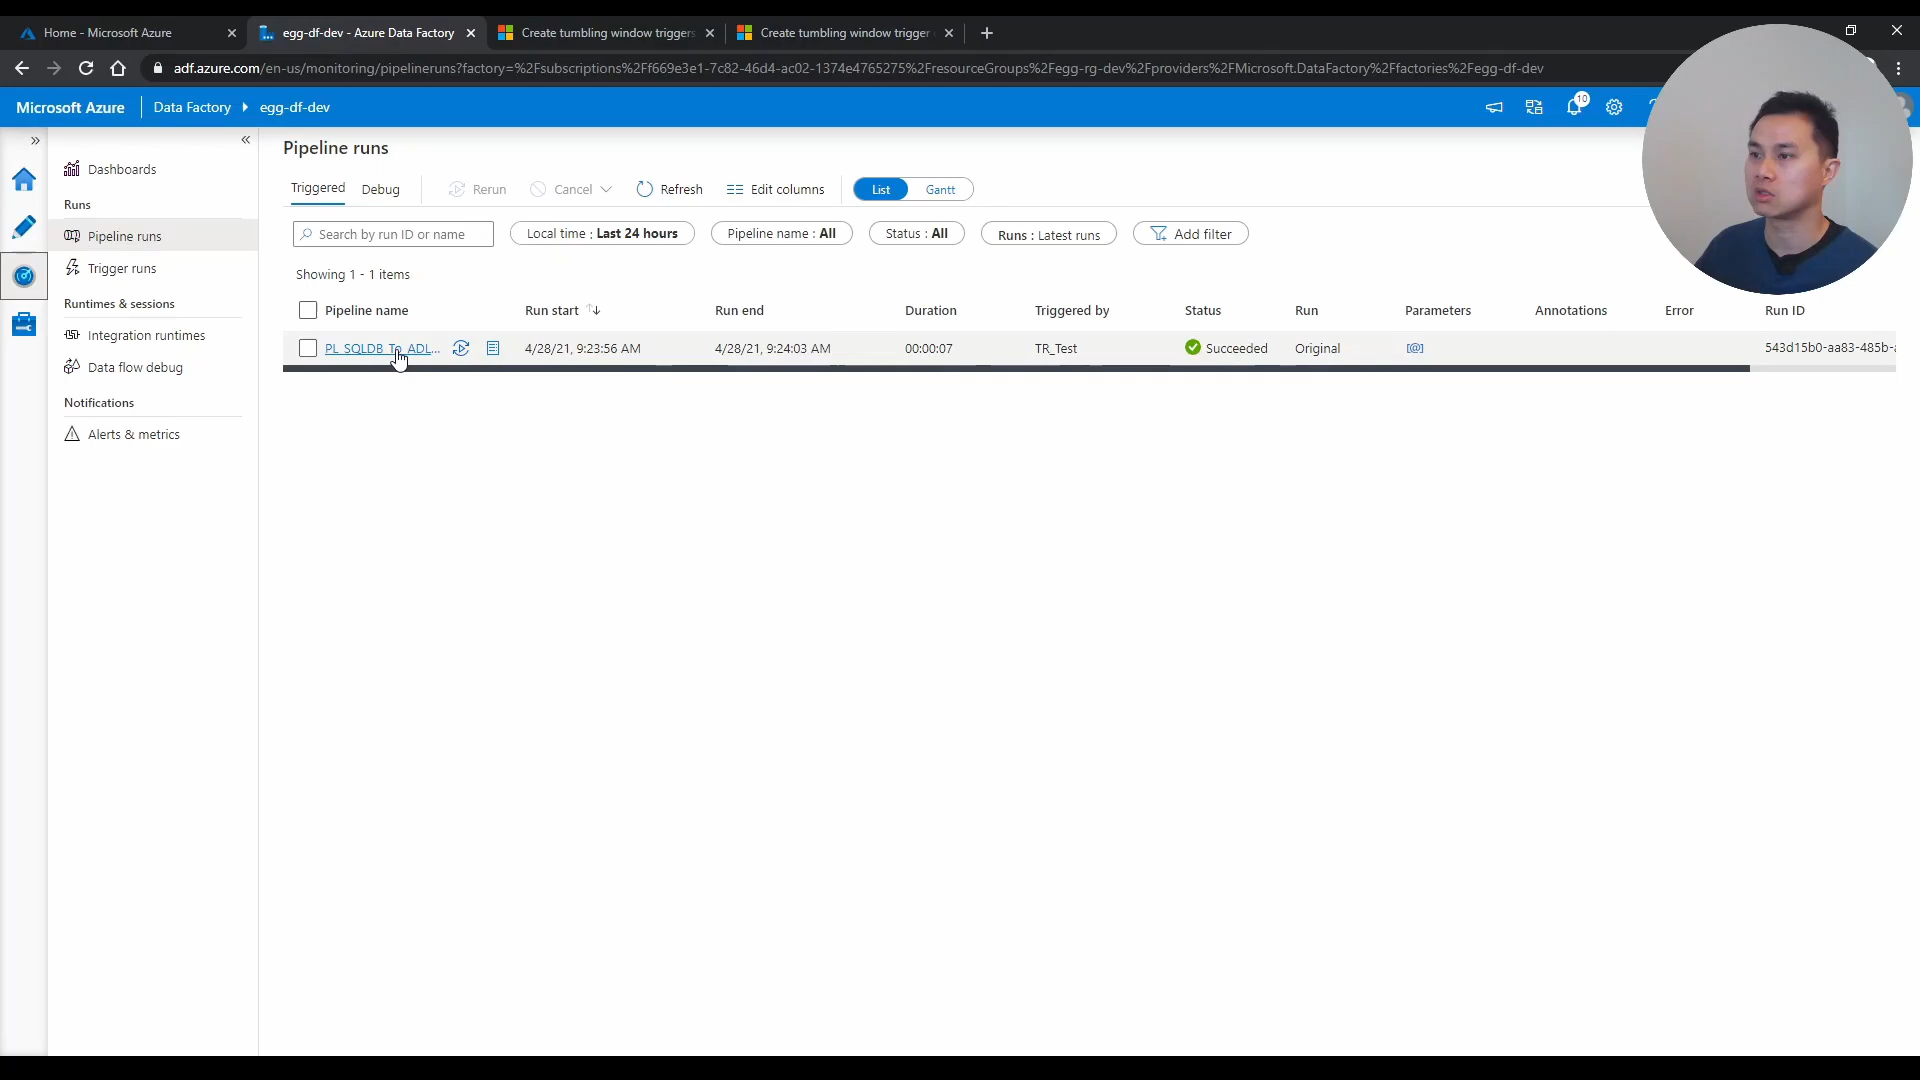 Home - Microsoft Azure
egg-df-dev - Azure Data Factory
Create tumbling window triggers
Create tumbling window trigger
adf.azure.com/en-us/monitoring/pipelineruns?factory=%2Fsubscriptions%2Ff669e3e1-7c82-46d4-ac02-1374e4765275%2FresourceGroups%2Fegg-rg-dev%2Fproviders%2FMicrosoft.DataFactory%2Ffactories%2Fegg-df-dev
Microsoft Azure
Data Factory
egg-df-dev
10
Dashboards
Runs
Pipeline runs
Trigger runs
Runtimes & sessions
Integration runtimes
Data flow debug
Notifications
Alerts & metrics
Pipeline runs
Triggered Debug Rerun Cancel Refresh Edit columns List Gantt
Search by run ID or name Local time : Last 24 hours Pipeline name : All Status : All Runs : Latest runs Add filter
Showing 1 - 1 items
Pipeline name Run start Run end Duration Triggered by Status Run Parameters Annotations Error Run ID
PL_SQLDB_To_ADL... 4/28/21, 9:23:56 AM 4/28/21, 9:24:03 AM 00:00:07 TR_Test Succeeded Original [@] 543d15b0-aa83-485b-